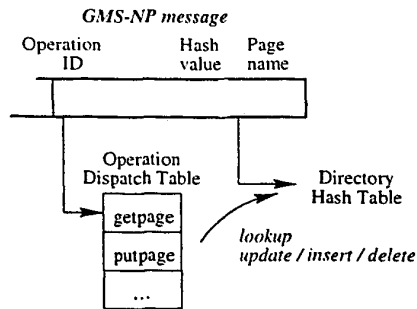 GMS-NP message
Operation ID
Hash value
Page name
Operation Dispatch Table
getpage
putpage
...
Directory Hash Table
lookup
update / insert / delete